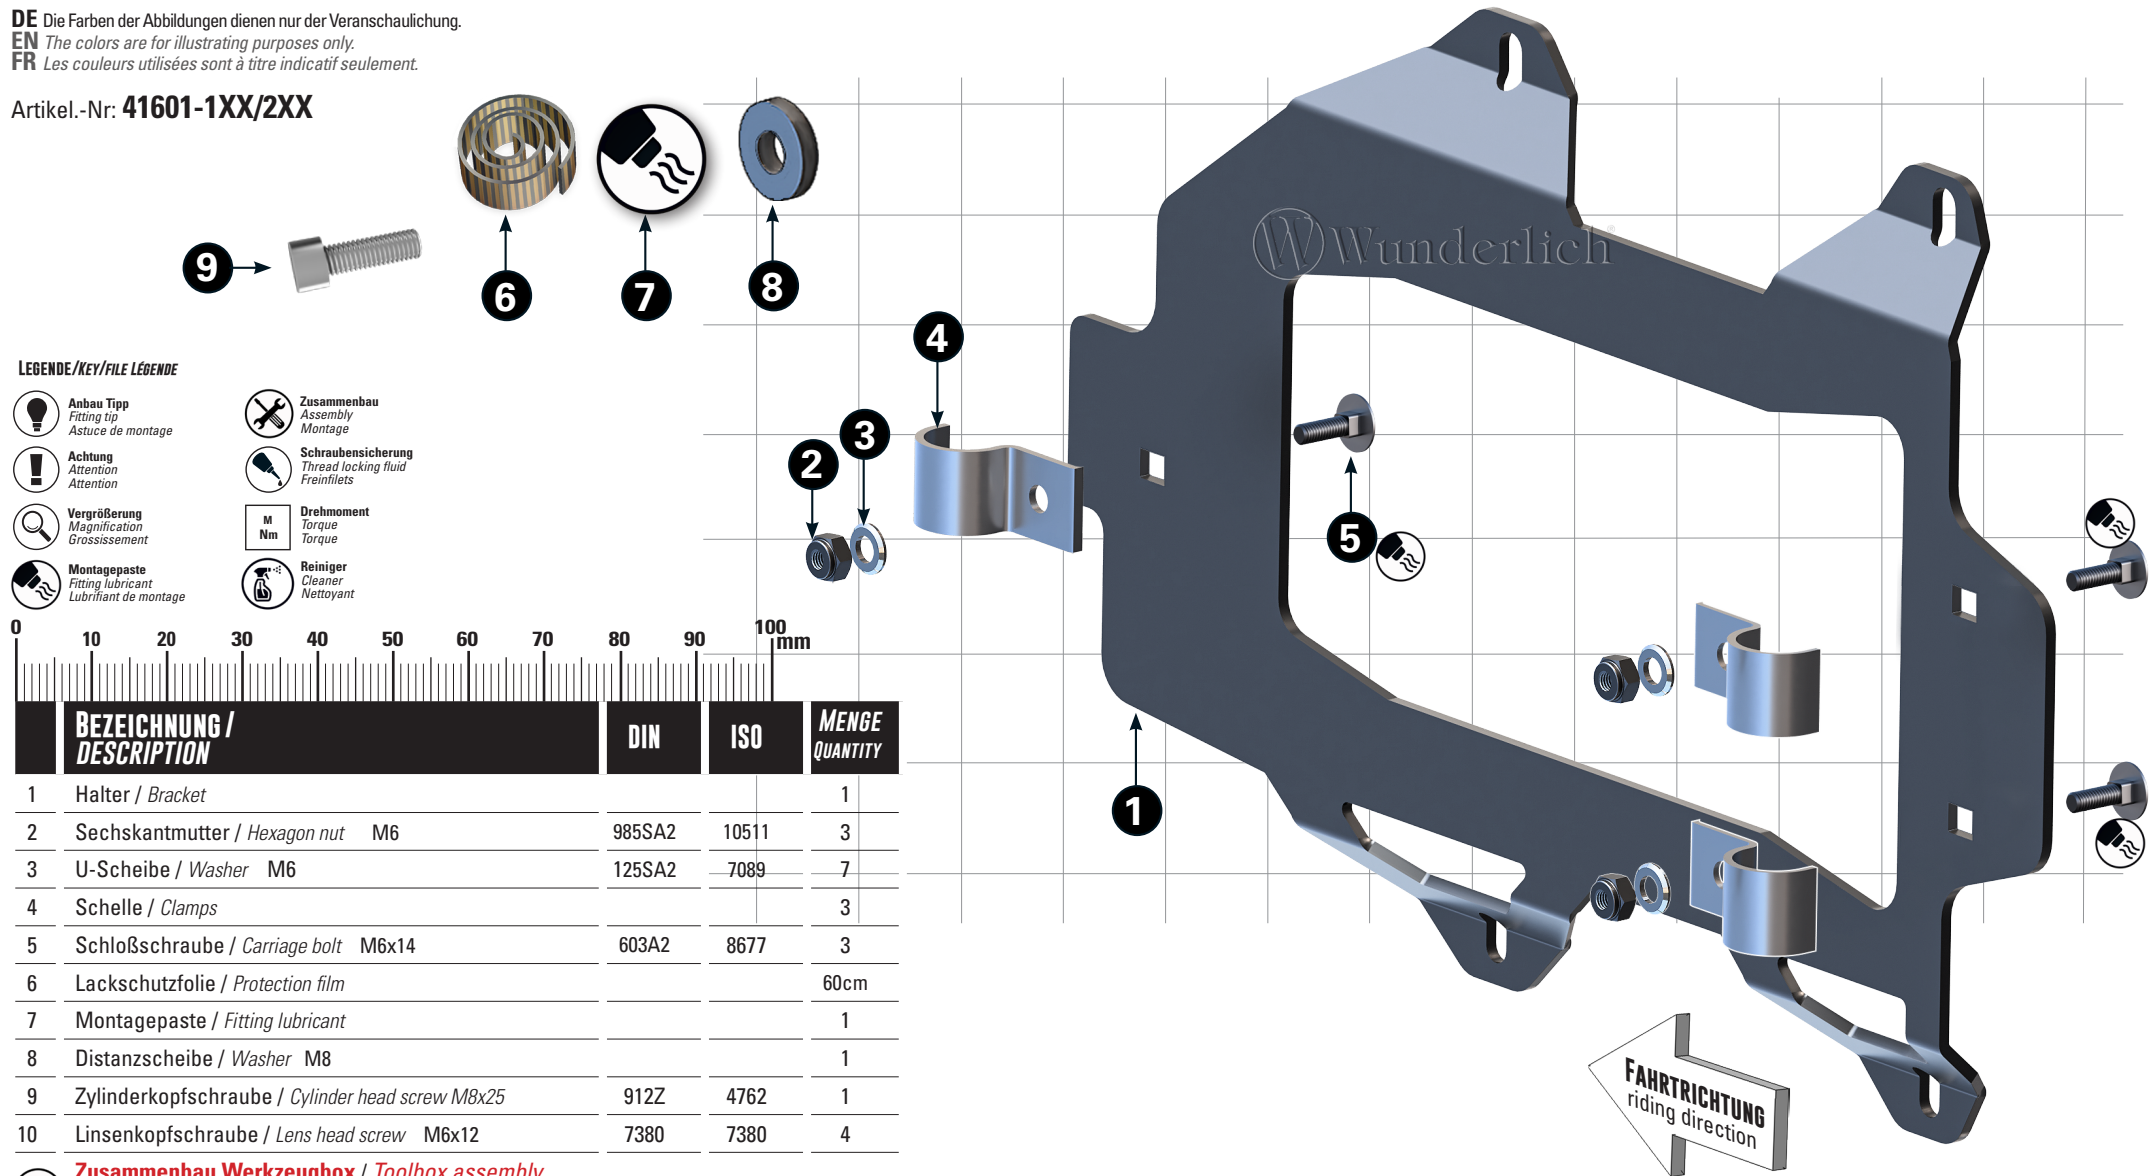 DE Die Farben der Abbildungen dienen nur der Veranschaulichung.
EN The colors are for illustrating purposes only.
FR Les couleurs utilisées sont à titre indicatif seulement.
Artikel.-Nr: 41601-1XX/2XX
9
6
7
8
4
3
2
5
1
Wunderlich®
LEGENDE/KEY/FILE LÉGENDE
Anbau Tipp
Fitting tip
Astuce de montage
Zusammenbau
Assembly
Montage
Achtung
Attention
Attention
Schraubensicherung
Thread locking fluid
Freinfilets
Vergrößerung
Magnification
Grossissement
M
Nm
Drehmoment
Torque
Torque
Montagepaste
Fitting lubricant
Lubrifiant de montage
Reiniger
Cleaner
Nettoyant
0 10 20 30 40 50 60 70 80 90 100 mm
BEZEICHNUNG / DIN ISO MENGE
DESCRIPTION QUANTITY
1 Halter / Bracket 1
2 Sechskantmutter / Hexagon nut M6 985SA2 10511 3
3 U-Scheibe / Washer M6 125SA2 7089 7
4 Schelle / Clamps 3
5 Schloßschraube / Carriage bolt M6x14 603A2 8677 3
6 Lackschutzfolie / Protection film 60cm
7 Montagepaste / Fitting lubricant 1
8 Distanzscheibe / Washer M8 1
9 Zylinderkopfschraube / Cylinder head screw M8x25 912Z 4762 1
10 Linsenkopfschraube / Lens head screw M6x12 7380 7380 4
Zusammenbau Werkzeugbox / Toolbox assembly
FAHRTRICHTUNG
riding direction